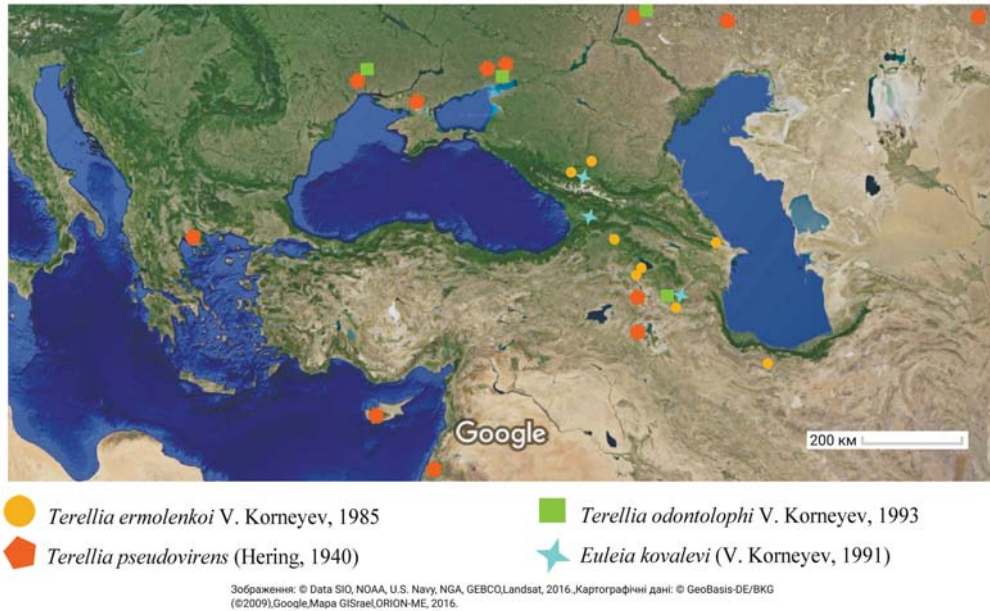 Google
200 км
Terellia ermolenkoi V. Korneyev, 1985
Terellia odontolophi V. Korneyev, 1993
Terellia pseudovirens (Hering, 1940)
Euleia kovalevi (V. Korneyev, 1991)
Зображення: © Data SIO, NOAA, U.S. Navy, NGA, GEBCO,Landsat, 2016.,Картографічні дані: © GeoBasis-DE/BKG
(©2009),Google,Mapa GISrael,ORION-ME, 2016.